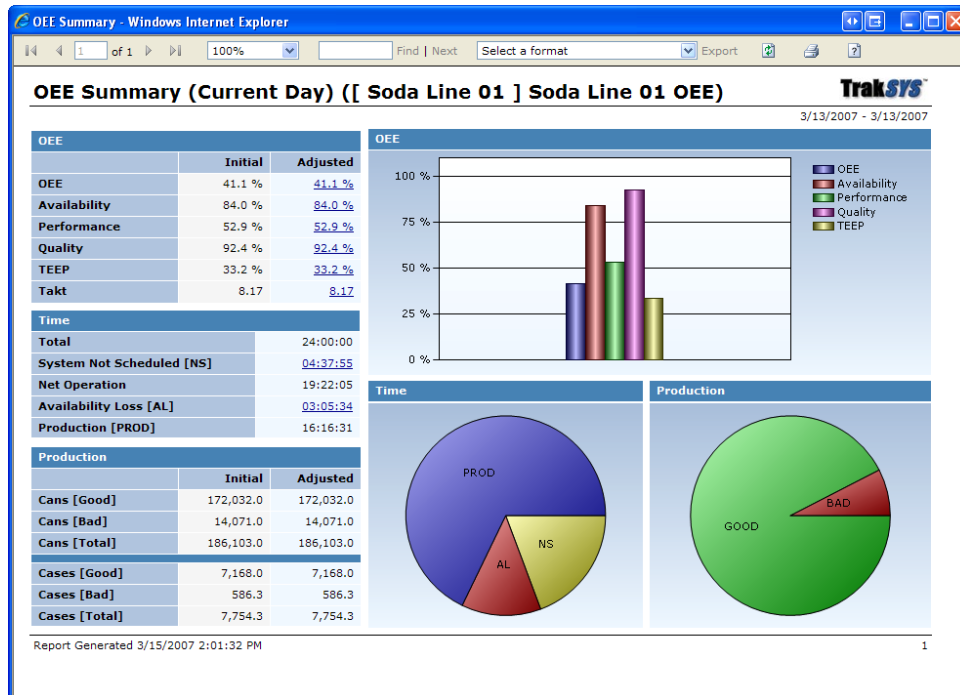 OEE Summary - Windows Internet Explorer
1 of 1 100% Find | Next Select a format Export
OEE Summary (Current Day) ([ Soda Line 01 ] Soda Line 01 OEE)
TrakSYS™
3/13/2007 - 3/13/2007
OEE
Initial Adjusted
OEE 41.1 % 41.1 %
Availability 84.0 % 84.0 %
Performance 52.9 % 52.9 %
Quality 92.4 % 92.4 %
TEEP 33.2 % 33.2 %
Takt 8.17 8.17
Time
Total 24:00:00
System Not Scheduled [NS] 04:37:55
Net Operation 19:22:05
Availability Loss [AL] 03:05:34
Production [PROD] 16:16:31
Production
Initial Adjusted
Cans [Good] 172,032.0 172,032.0
Cans [Bad] 14,071.0 14,071.0
Cans [Total] 186,103.0 186,103.0
Cases [Good] 7,168.0 7,168.0
Cases [Bad] 586.3 586.3
Cases [Total] 7,754.3 7,754.3
OEE
100 %
75 %
50 %
25 %
0 %
OEE
Availability
Performance
Quality
TEEP
Time
PROD
NS
AL
Production
BAD
GOOD
Report Generated 3/15/2007 2:01:32 PM
1